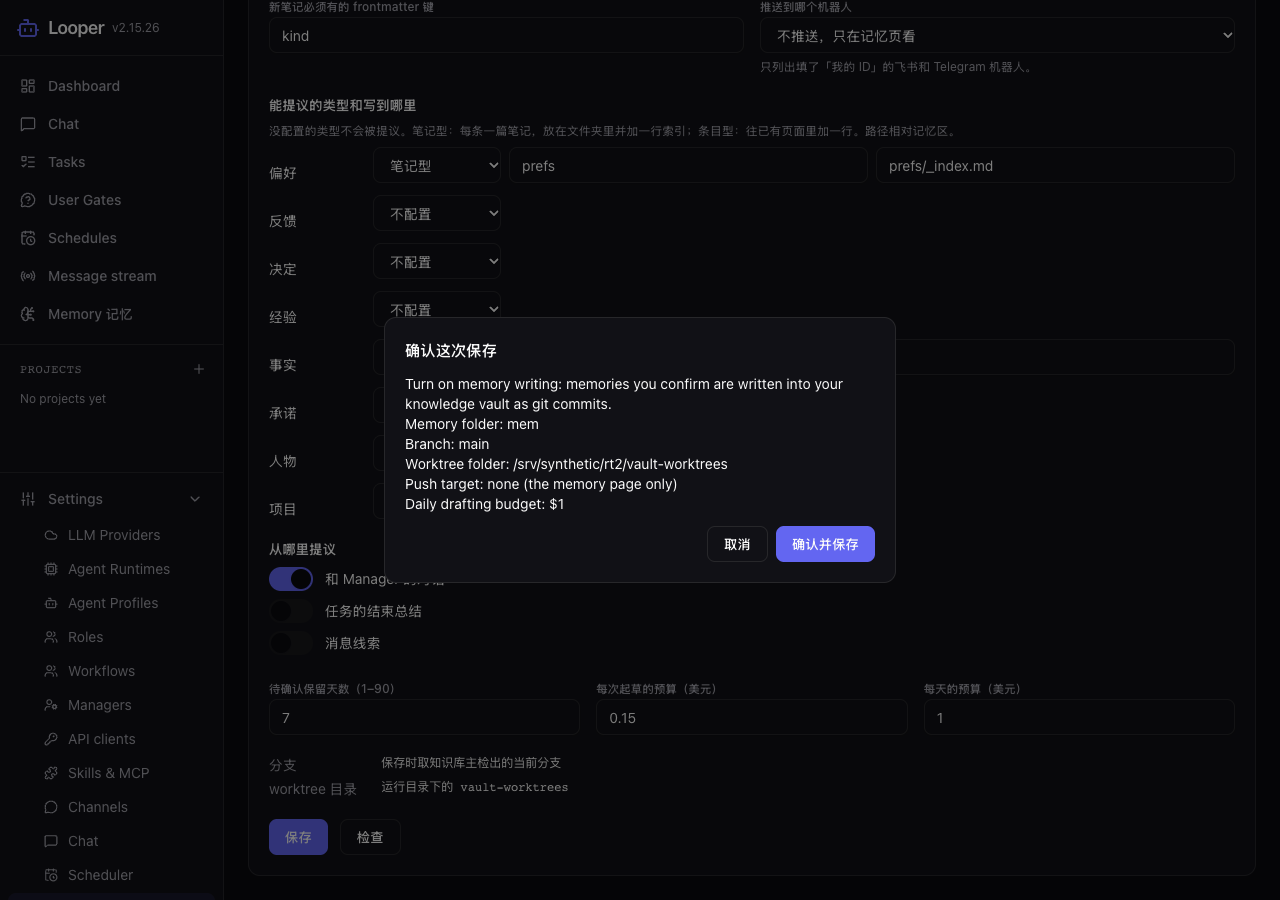 Looper v2.15.26
Dashboard
Chat
Tasks
User Gates
Schedules
Message stream
Memory 记忆
PROJECTS
No projects yet
Settings
LLM Providers
Agent Runtimes
Agent Profiles
Roles
Workflows
Managers
API clients
Skills & MCP
Channels
Chat
Scheduler
新笔记必须有的 frontmatter 键
kind
推送到哪个机器人
不推送，只在记忆页看
只列出填了「我的 ID」的飞书和 Telegram 机器人。
能提议的类型和写到哪里
没配置的类型不会被提议。笔记型：每条一篇笔记，放在文件夹里并加一行索引；条目型：往已有页面里加一行。路径相对记忆区。
偏好 笔记型 prefs prefs/_index.md
反馈 不配置
决定 不配置
经验 不配置
事实
承诺
人物
项目
确认这次保存
Turn on memory writing: memories you confirm are written into your
knowledge vault as git commits.
Memory folder: mem
Branch: main
Worktree folder: /srv/synthetic/rt2/vault-worktrees
Push target: none (the memory page only)
Daily drafting budget: $1
取消 确认并保存
从哪里提议
和 Manager
任务的结束总结
消息线索
待确认保留天数（1–90） 每次起草的预算（美元） 每天的预算（美元）
7 0.15 1
分支 保存时取知识库主检出的当前分支
worktree 目录 运行目录下的 vault-worktrees
保存 检查